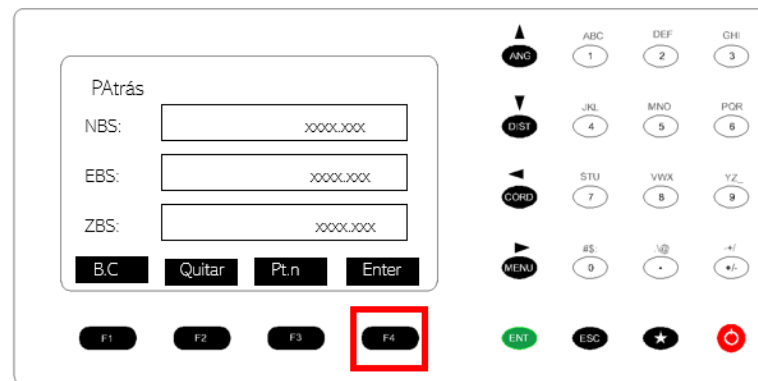 PAtrás
NBS: xxxx.xxx
EBS: xxxx.xxx
ZBS: xxxx.xxx
B.C Quitar Pt.n Enter
F1 F2 F3 F4
ABC DEF GHI
ANG 1 2 3
JKL MNO PQR
DIST 4 5 6
STU VWX YZ_
CORD 7 8 9
#$: .\@ -+/
MENU 0 • •/-
ENT ESC